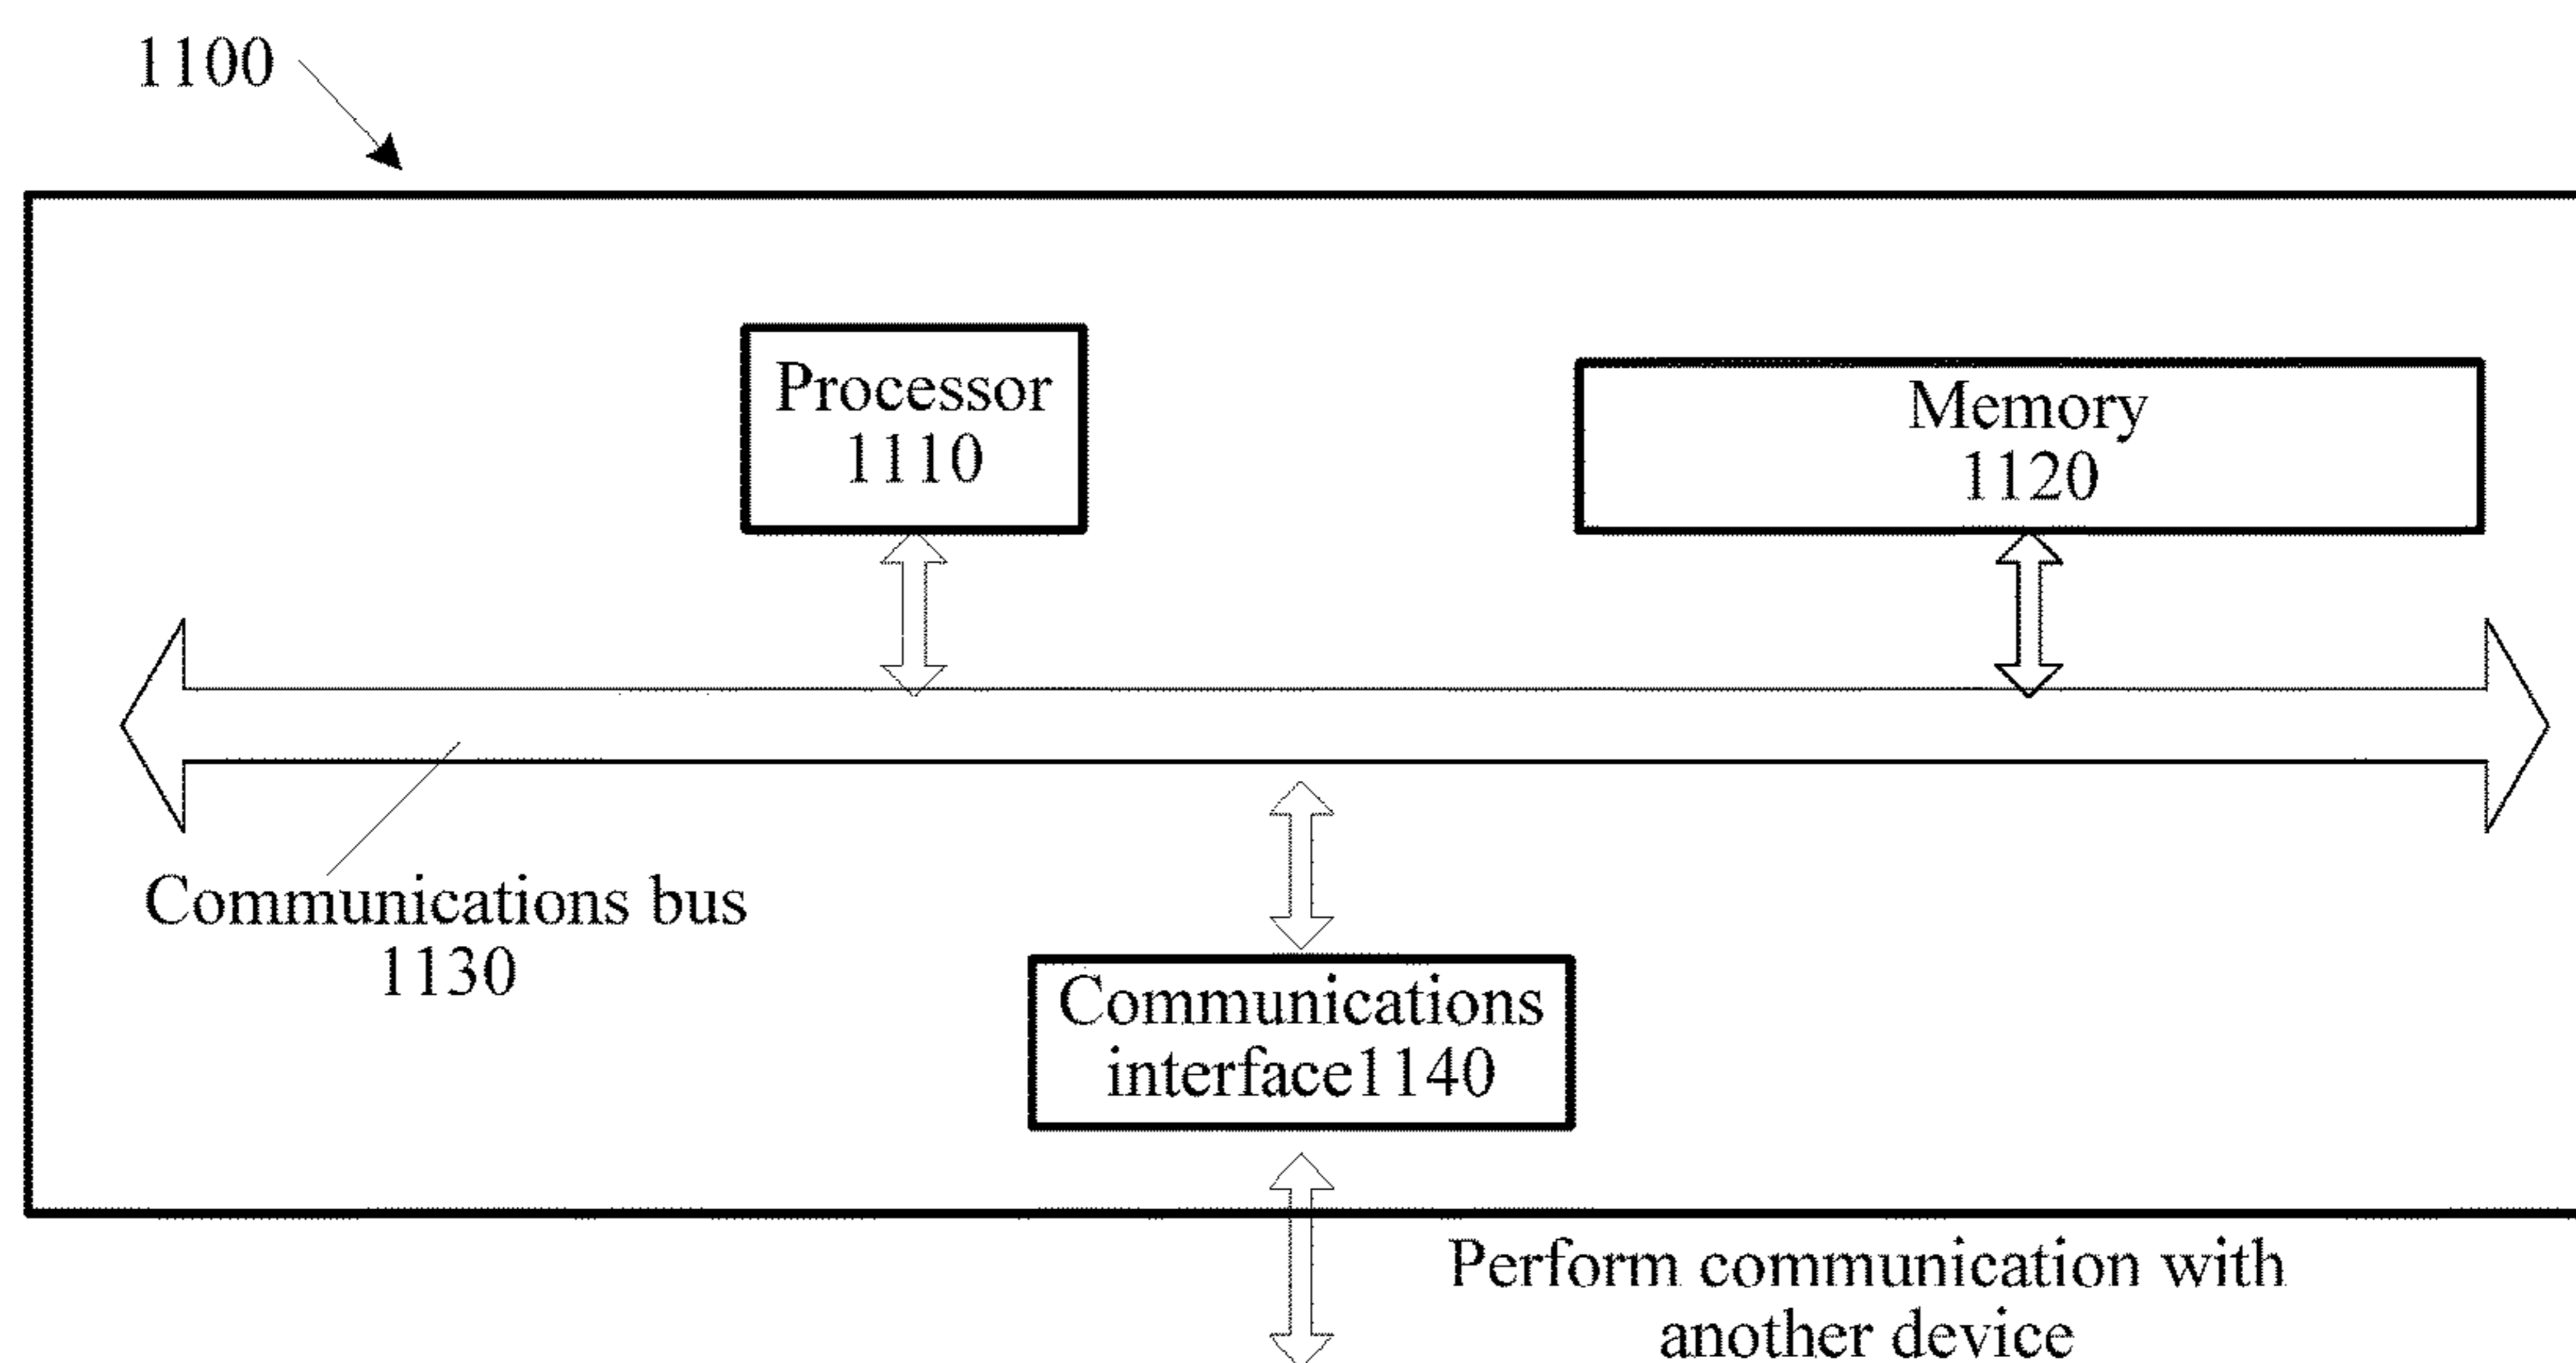 1100
Processor
1110
Memory
1120
Communications bus
1130
Communications
interface1140
Perform communication with
another device